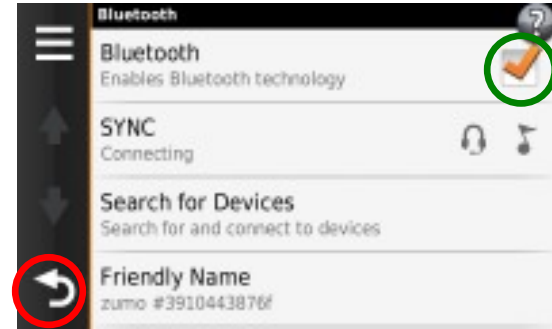 Bluetooth
?
Bluetooth
Enables Bluetooth technology
SYNC
Connecting
Search for Devices
Search for and connect to devices
Friendly Name
zumo #3910443876f